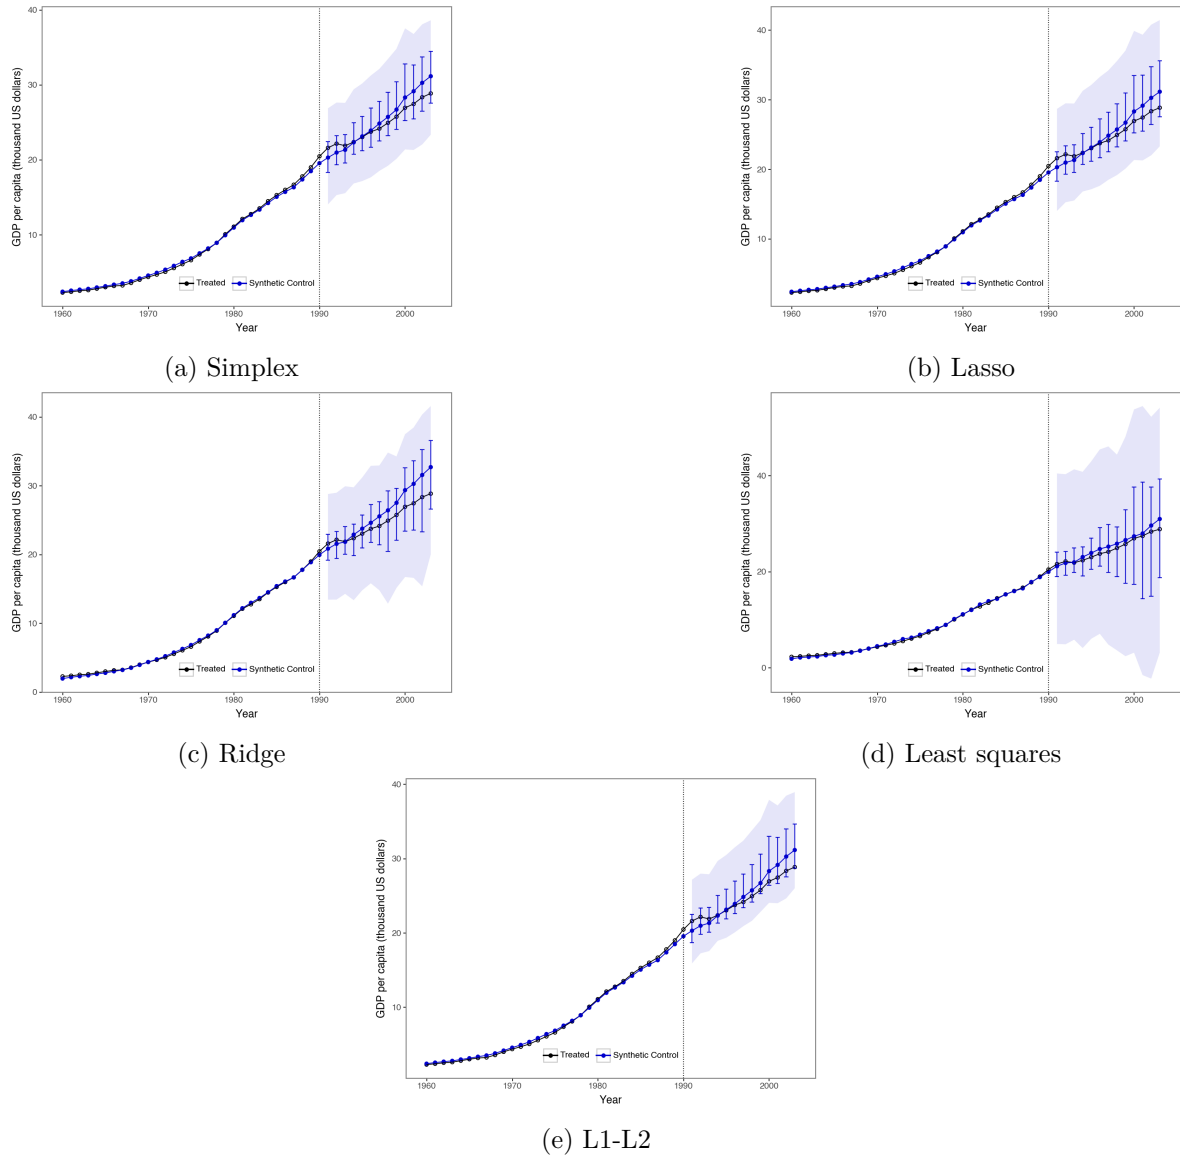 40
30
20
10
GDP per capita (thousand US dollars)
Treated Synthetic Control
1960 1970 1980 1990 2000
Year
(a) Simplex
40
30
20
10
GDP per capita (thousand US dollars)
Treated Synthetic Control
1960 1970 1980 1990 2000
Year
(b) Lasso
40
30
20
10
0
GDP per capita (thousand US dollars)
Treated Synthetic Control
1960 1970 1980 1990 2000
Year
(c) Ridge
40
20
0
GDP per capita (thousand US dollars)
Treated Synthetic Control
1960 1970 1980 1990 2000
Year
(d) Least squares
40
30
20
10
GDP per capita (thousand US dollars)
Treated Synthetic Control
1960 1970 1980 1990 2000
Year
(e) L1-L2